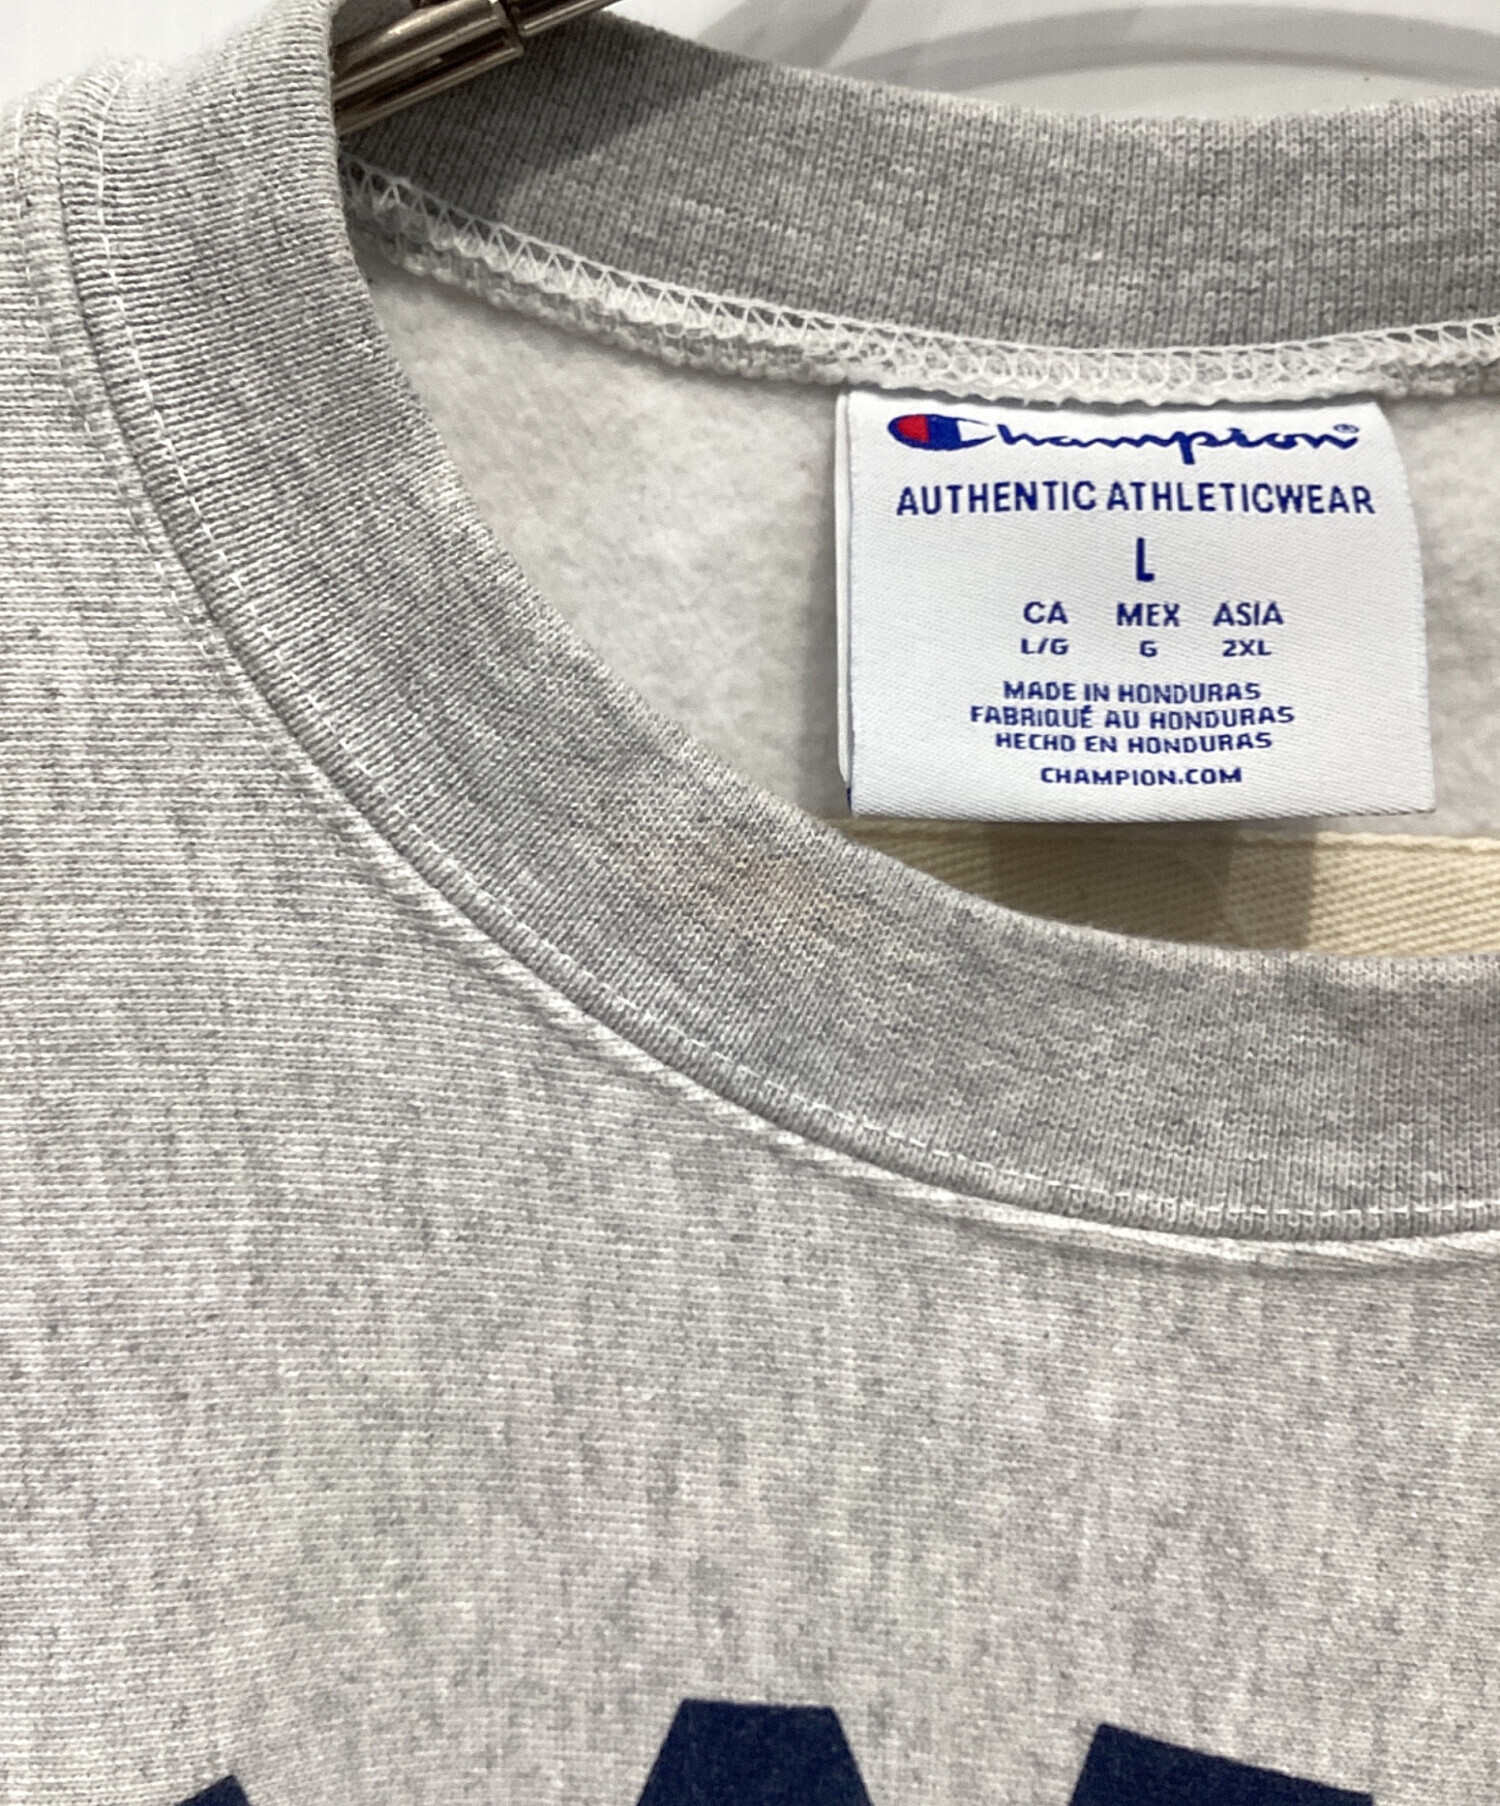 Champion®
AUTHENTIC ATHLETICWEAR
L
CA MEX ASIA
L/G G 2XL
MADE IN HONDURAS
FABRIQUÉ AU HONDURAS
HECHO EN HONDURAS
CHAMPION.COM